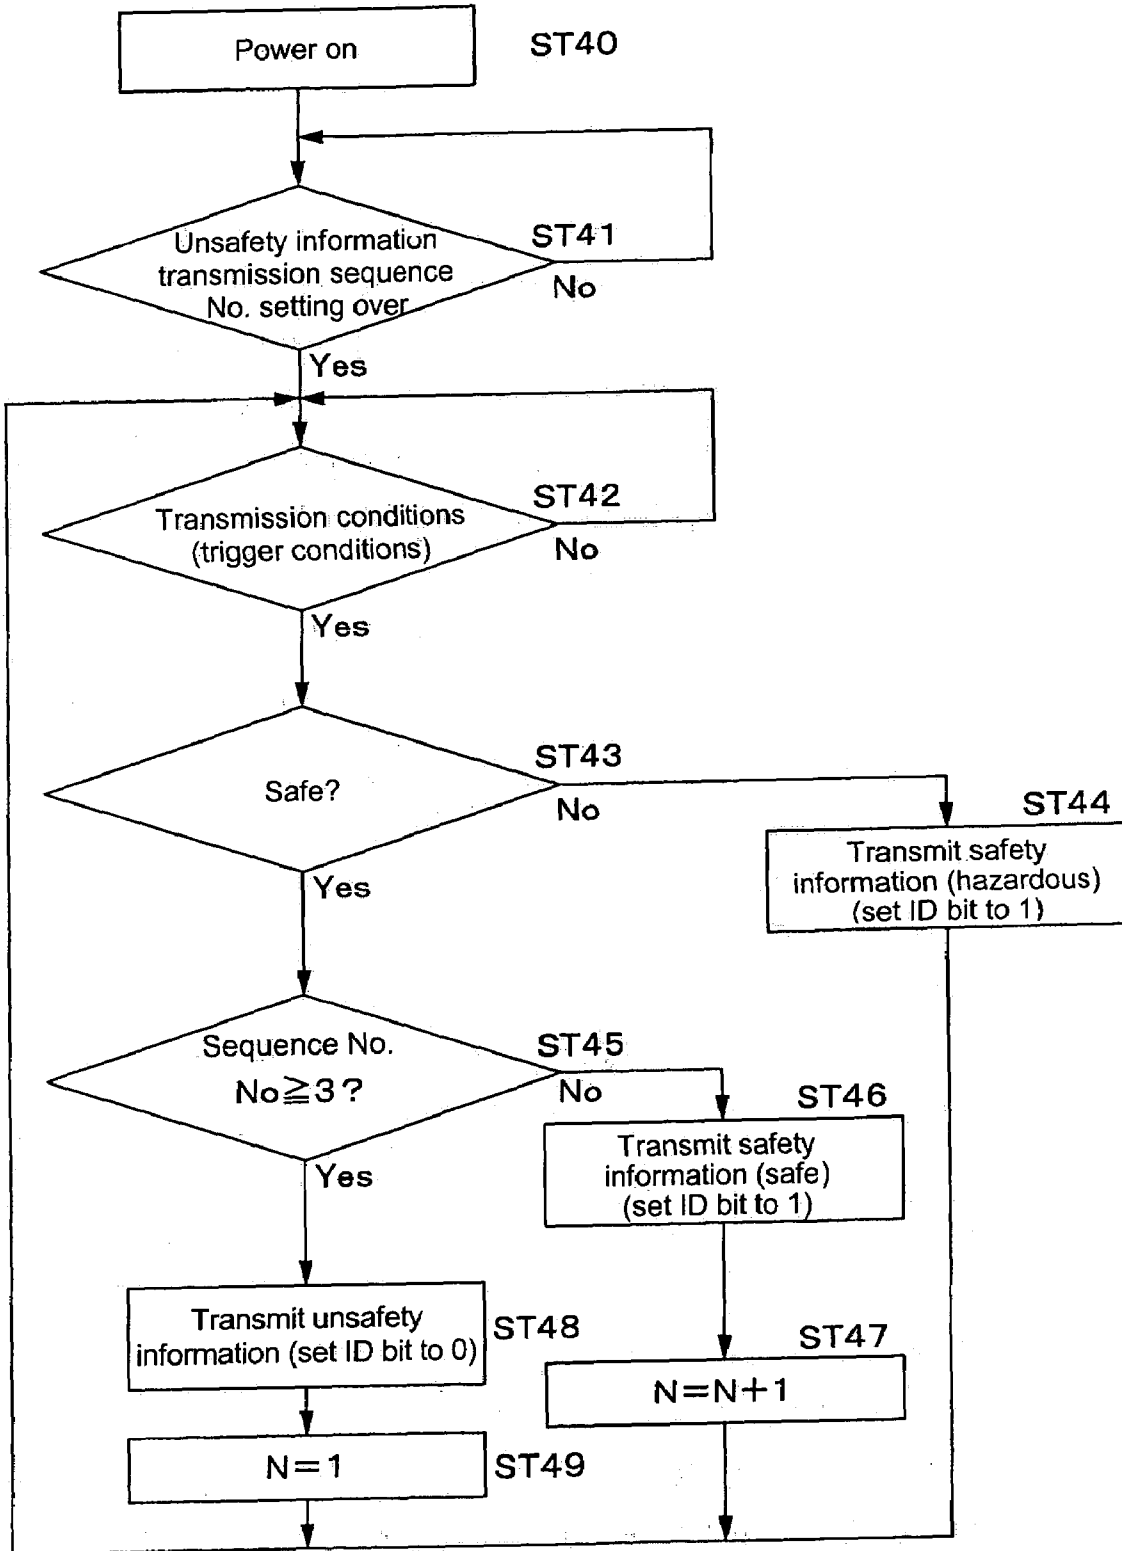 Power on
ST40
Unsafety information
transmission sequence
No. setting over
ST41
No
Yes
Transmission conditions
(trigger conditions)
ST42
No
Yes
Safe?
ST43
No
Yes
ST44
Transmit safety
information (hazardous)
(set ID bit to 1)
Sequence No.
No≧3?
ST45
No
Yes
ST46
Transmit safety
information (safe)
(set ID bit to 1)
Transmit unsafety
information (set ID bit to 0)
ST48
ST47
N=N+1
N=1
ST49